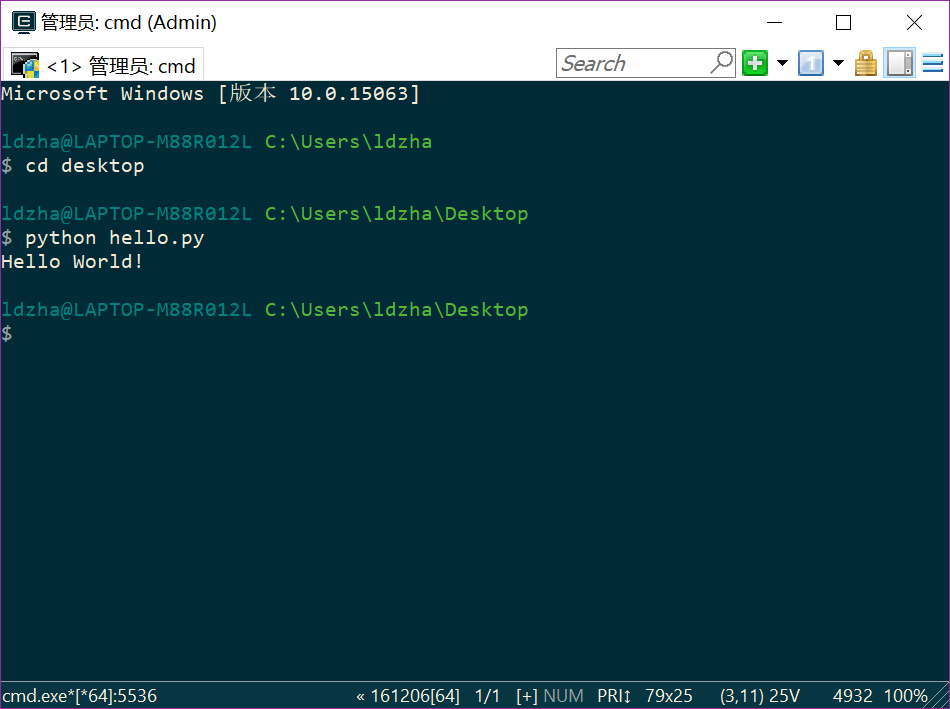 管理员: cmd (Admin)
<1> 管理员: cmd
Search
Microsoft Windows [版本 10.0.15063]
ldzha@LAPTOP-M88R012L C:\Users\ldzha
$ cd desktop
ldzha@LAPTOP-M88R012L C:\Users\ldzha\Desktop
$ python hello.py
Hello World!
ldzha@LAPTOP-M88R012L C:\Users\ldzha\Desktop
$
cmd.exe*[*64]:5536 « 161206[64] 1/1 [+] NUM PRI↕ 79x25 (3,11) 25V 4932 100%